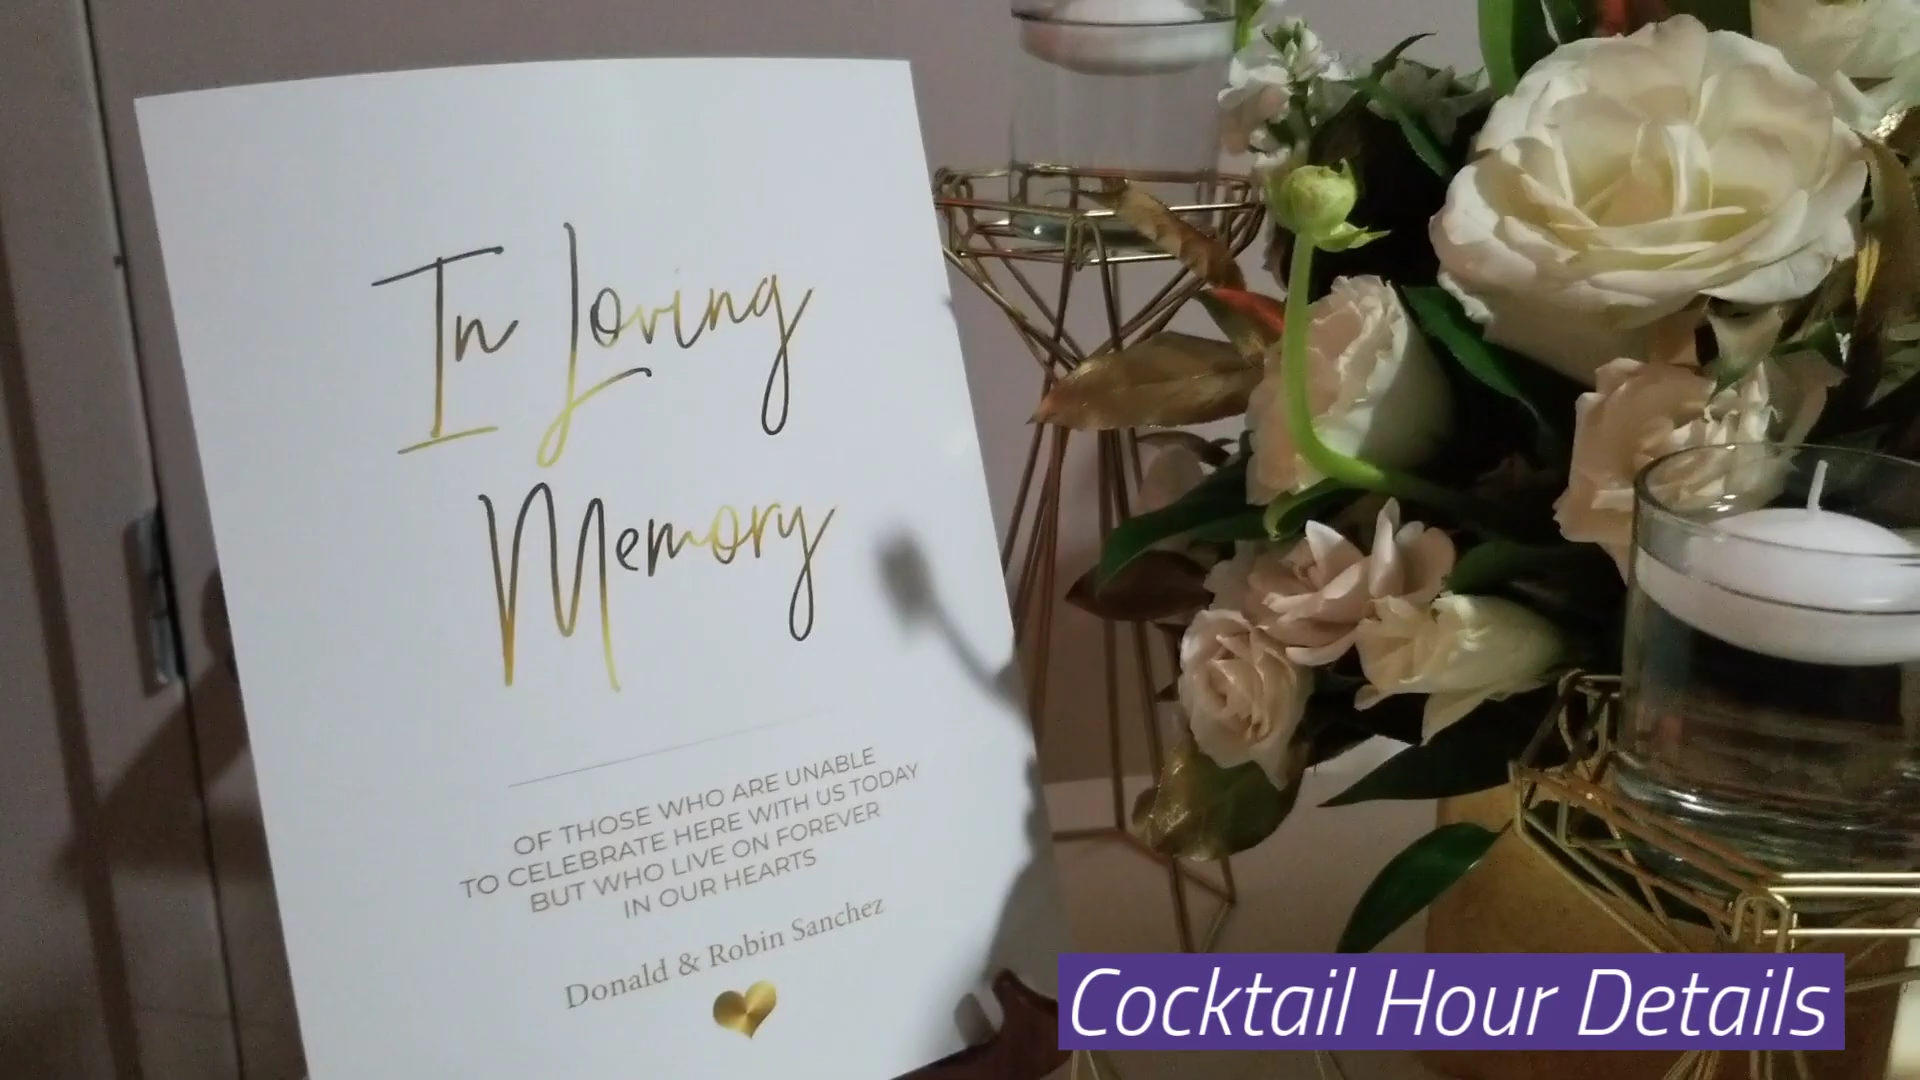 In Loving
Memory
OF THOSE WHO ARE UNABLE
TO CELEBRATE HERE WITH US TODAY
BUT WHO LIVE ON FOREVER
IN OUR HEARTS
Donald & Robin Sanchez
Cocktail Hour Details